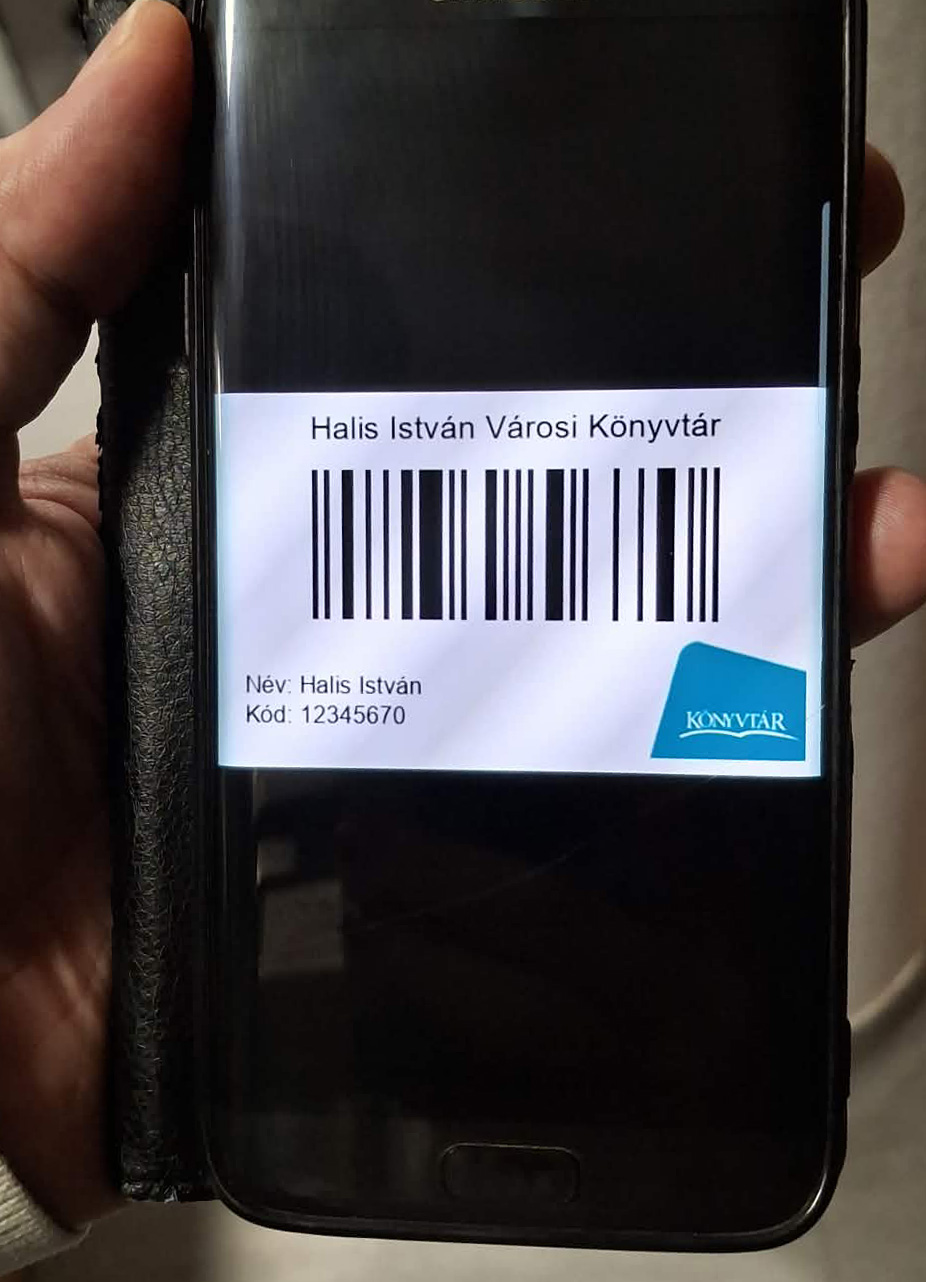 Halis István Városi Könyvtár
Név: Halis István
Kód: 12345670
KÖNYVTÁR